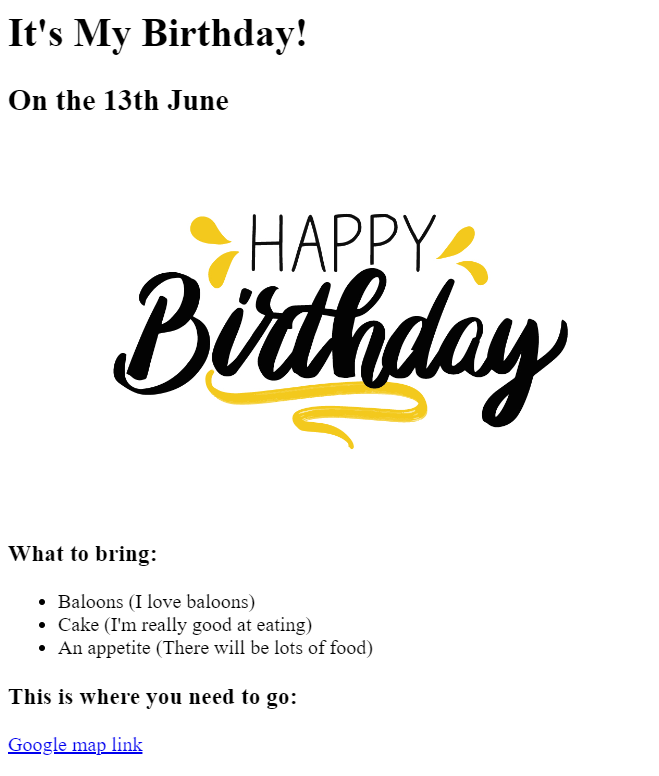 It's My Birthday!
On the 13th June
HAPPY
Birthday
What to bring:
Baloons (I love baloons)
Cake (I'm really good at eating)
An appetite (There will be lots of food)
This is where you need to go:
Google map link